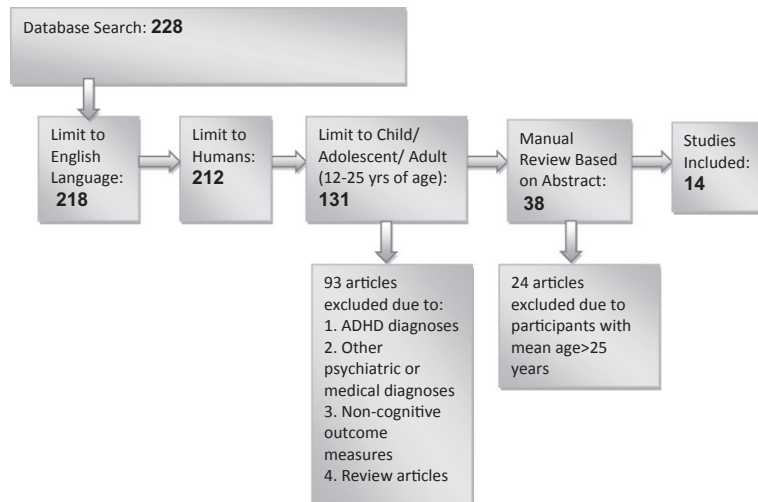 Database Search: 228
Limit to
English
Language:
218
Limit to
Humans:
212
Limit to Child/
Adolescent/ Adult
(12-25 yrs of age):
131
Manual
Review Based
on Abstract:
38
Studies
Included:
14
93 articles
excluded due to:
1. ADHD diagnoses
2. Other
psychiatric or
medical diagnoses
3. Non-cognitive
outcome
measures
4. Review articles
24 articles
excluded due to
participants with
mean age>25
years